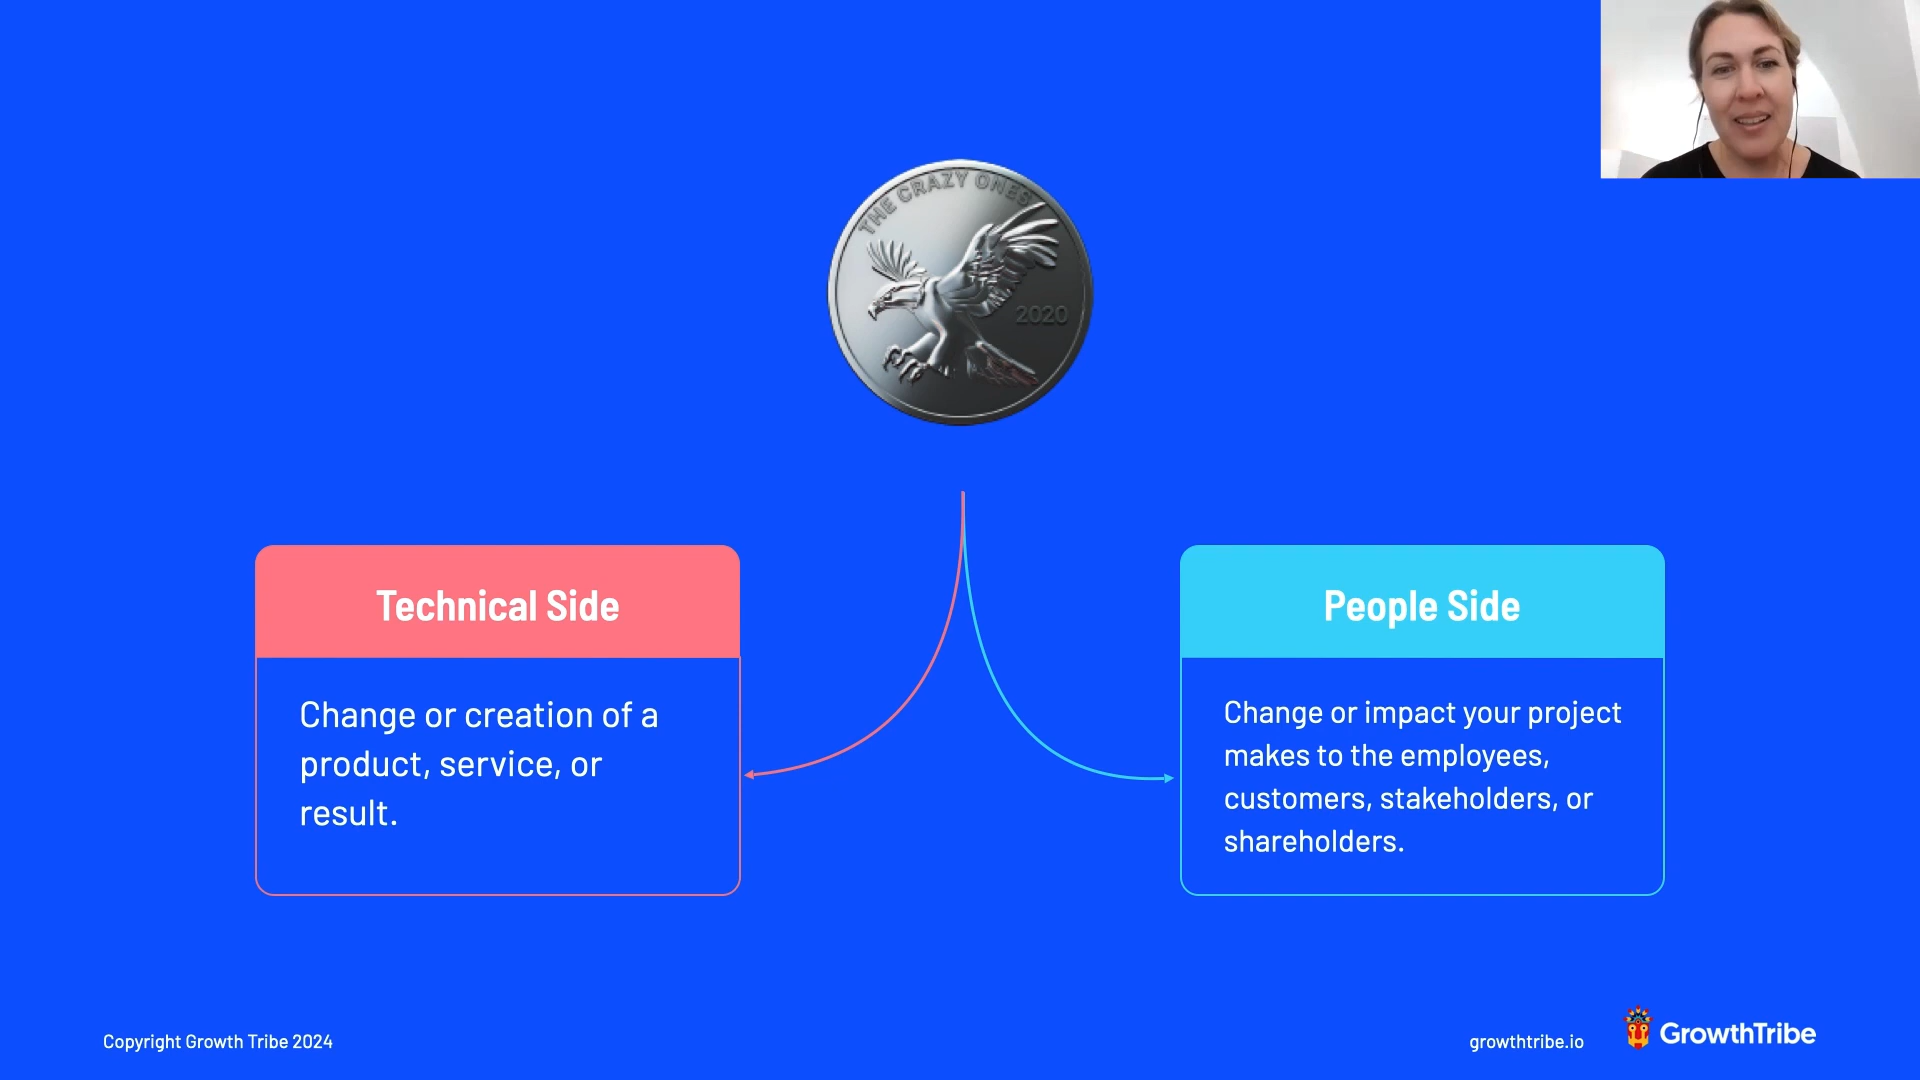 THE CRAZY ONES
2020
Technical Side
Change or creation of a
product, service, or
result.
People Side
Change or impact your project
makes to the employees,
customers, stakeholders, or
shareholders.
Copyright Growth Tribe 2024
growthtribe.io
GrowthTribe